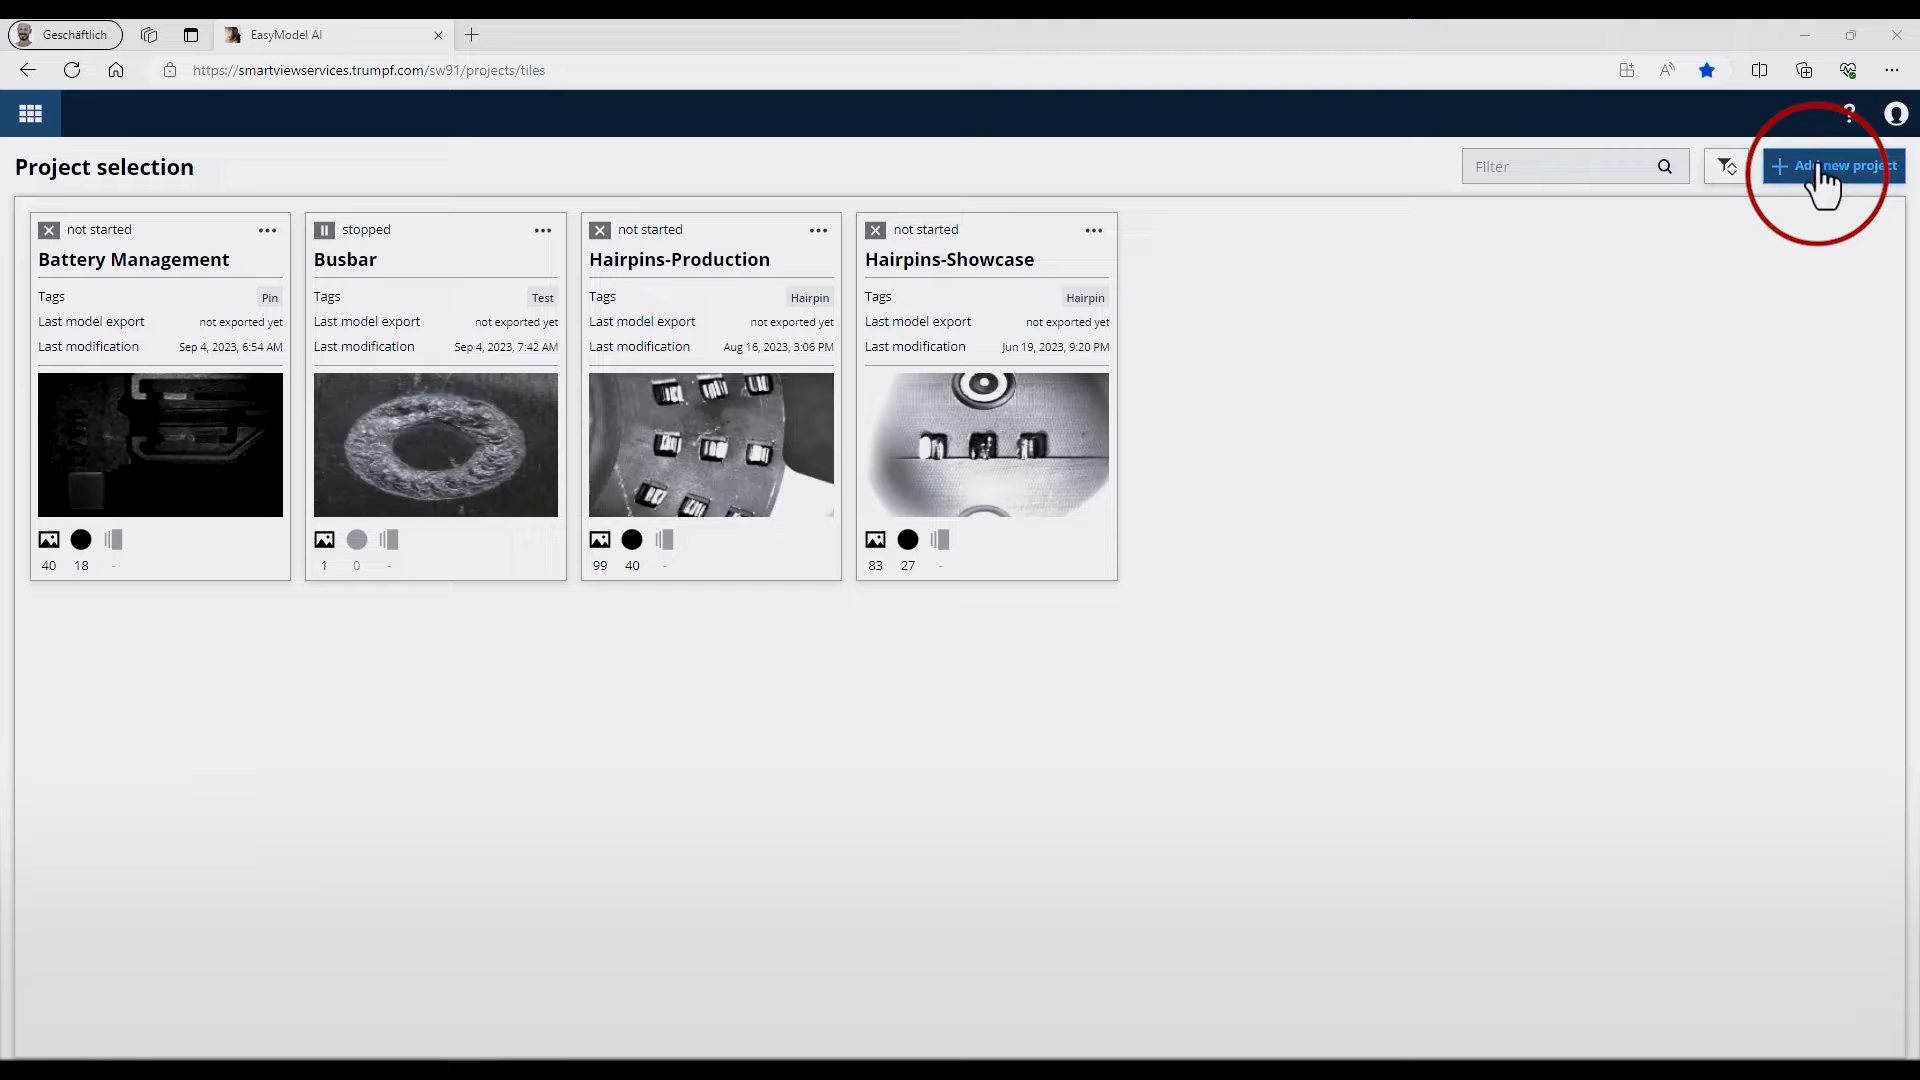 Geschäftlich
EasyModel AI
https://smartviewservices.trumpf.com/sw91/projects/tiles
?
Project selection
Filter
Add new project
not started
Battery Management
Tags Pin
Last model export not exported yet
Last modification Sep 4, 2023, 6:54 AM
40 18 -
stopped
Busbar
Tags Test
Last model export not exported yet
Last modification Sep 4, 2023, 7:42 AM
1 0 -
not started
Hairpins-Production
Tags Hairpin
Last model export not exported yet
Last modification Aug 16, 2023, 3:06 PM
99 40 -
not started
Hairpins-Showcase
Tags Hairpin
Last model export not exported yet
Last modification Jun 19, 2023, 9:20 PM
83 27 -